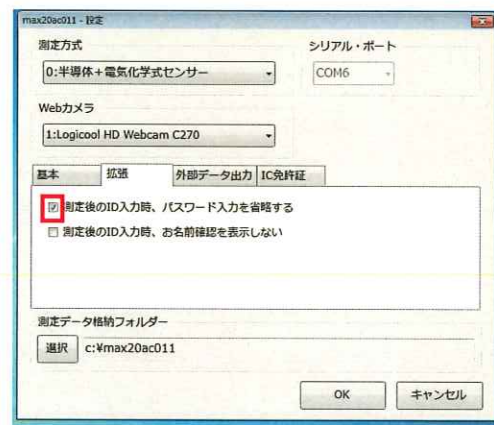 max20ac011 - 設定
測定方式
シリアル・ポート
0:半導体+電気化学式センサー
COM6
Webカメラ
1:Logicool HD Webcam C270
基本 拡張 外部データ出力 IC免許証
測定後のID入力時、パスワード入力を省略する
測定後のID入力時、お名前確認を表示しない
測定データ格納フォルダー
選択 c:¥max20ac011
OK キャンセル